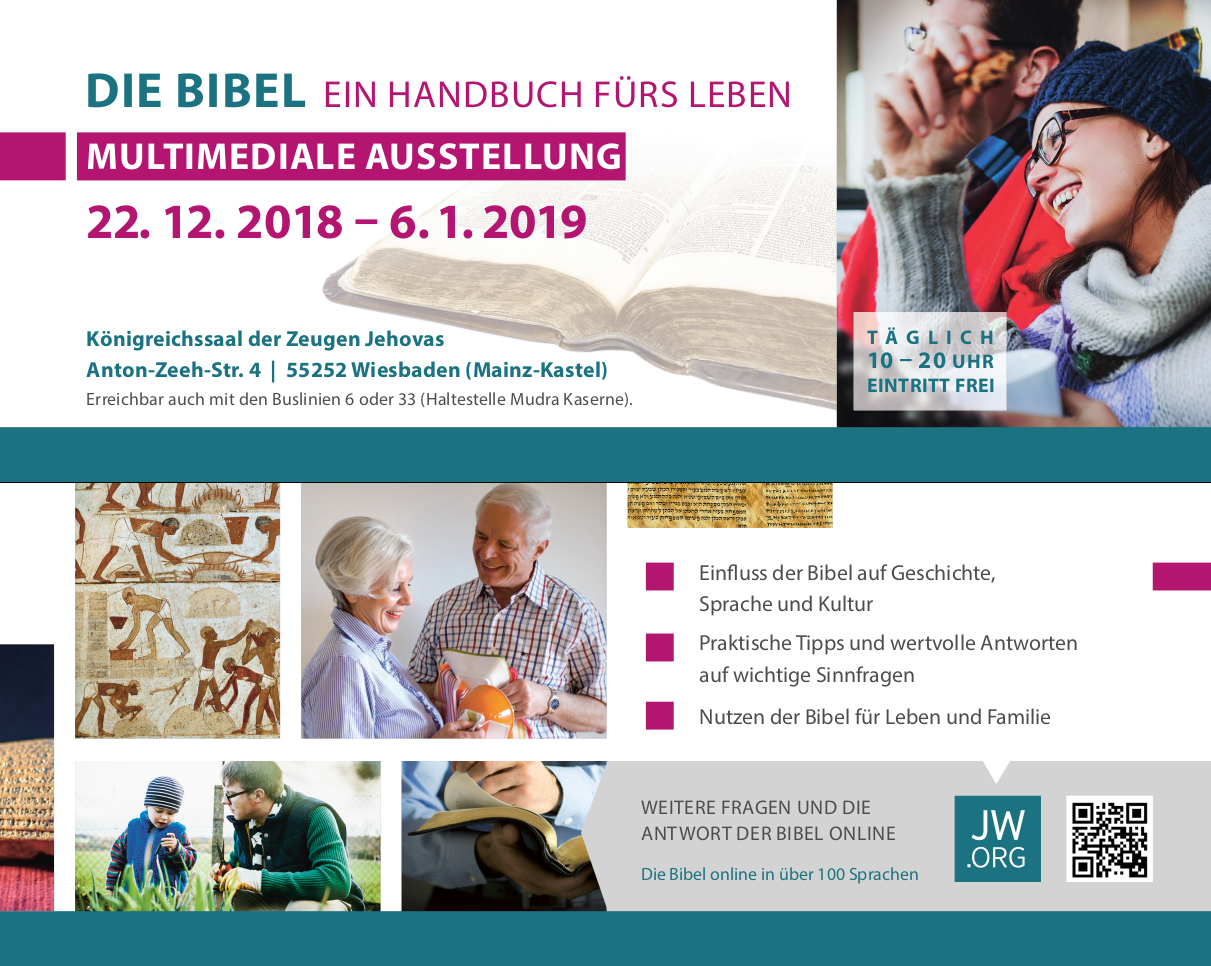 DIE BIBEL EIN HANDBUCH FÜRS LEBEN
MULTIMEDIALE AUSSTELLUNG
22. 12. 2018 – 6. 1. 2019
Königreichssaal der Zeugen Jehovas
Anton-Zeeh-Str. 4 | 55252 Wiesbaden (Mainz-Kastel)
Erreichbar auch mit den Buslinien 6 oder 33 (Haltestelle Mudra Kaserne).
TÄGLICH
10 – 20 UHR
EINTRITT FREI
Einfluss der Bibel auf Geschichte,
Sprache und Kultur
Praktische Tipps und wertvolle Antworten
auf wichtige Sinnfragen
Nutzen der Bibel für Leben und Familie
WEITERE FRAGEN UND DIE
ANTWORT DER BIBEL ONLINE
Die Bibel online in über 100 Sprachen
JW
.ORG